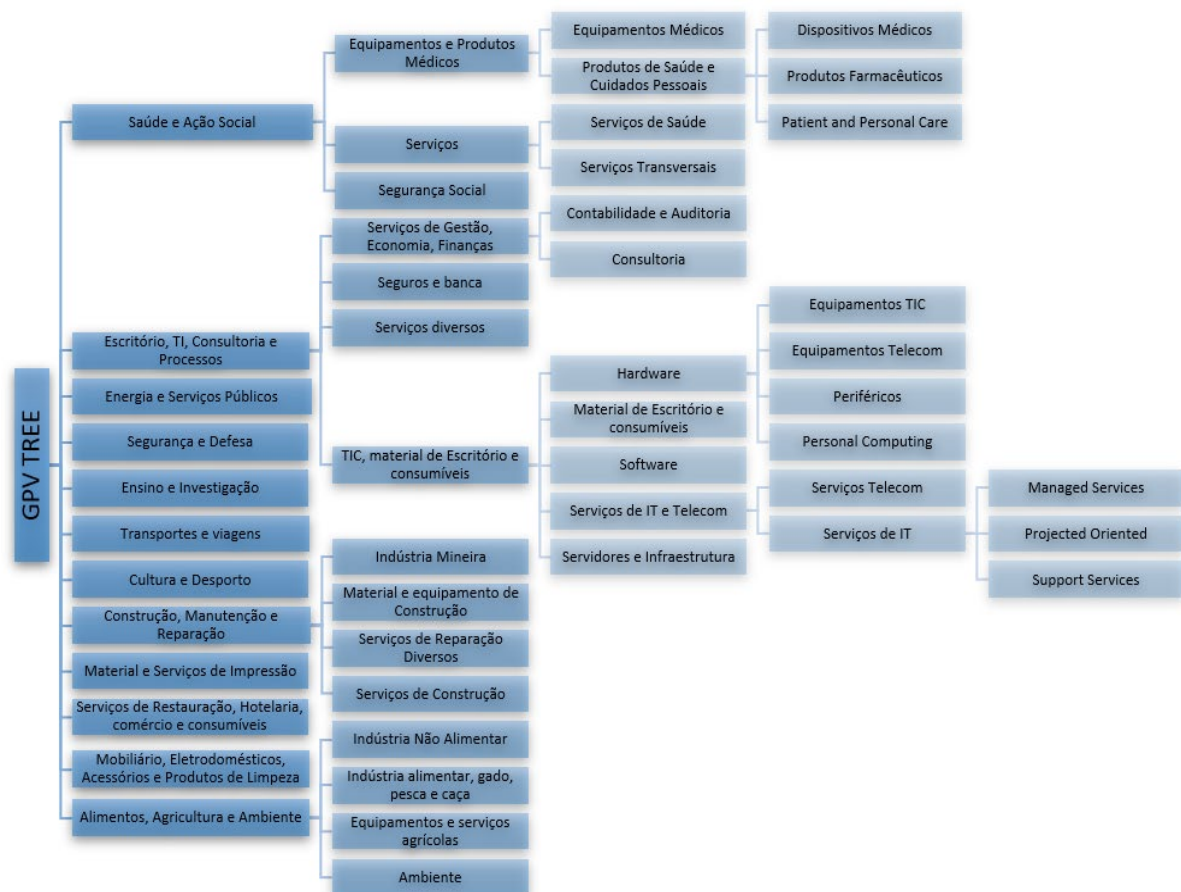 GPV TREE
Saúde e Ação Social
Equipamentos e Produtos
Médicos
Equipamentos Médicos
Produtos de Saúde e
Cuidados Pessoais
Dispositivos Médicos
Produtos Farmacêuticos
Patient and Personal Care
Serviços
Serviços de Saúde
Serviços Transversais
Segurança Social
Escritório, TI, Consultoria e
Processos
Serviços de Gestão,
Economia, Finanças
Contabilidade e Auditoria
Consultoria
Seguros e banca
Serviços diversos
TIC, material de Escritório e
consumíveis
Hardware
Equipamentos TIC
Equipamentos Telecom
Periféricos
Personal Computing
Material de Escritório e
consumíveis
Software
Serviços de IT e Telecom
Serviços Telecom
Serviços de IT
Managed Services
Projected Oriented
Support Services
Servidores e Infraestrutura
Energia e Serviços Públicos
Segurança e Defesa
Ensino e Investigação
Transportes e viagens
Cultura e Desporto
Construção, Manutenção e
Reparação
Indústria Mineira
Material e equipamento de
Construção
Serviços de Reparação
Diversos
Serviços de Construção
Material e Serviços de Impressão
Serviços de Restauração, Hotelaria,
comércio e consumíveis
Mobiliário, Eletrodomésticos,
Acessórios e Produtos de Limpeza
Alimentos, Agricultura e Ambiente
Indústria Não Alimentar
Indústria alimentar, gado,
pesca e caça
Equipamentos e serviços
agrícolas
Ambiente